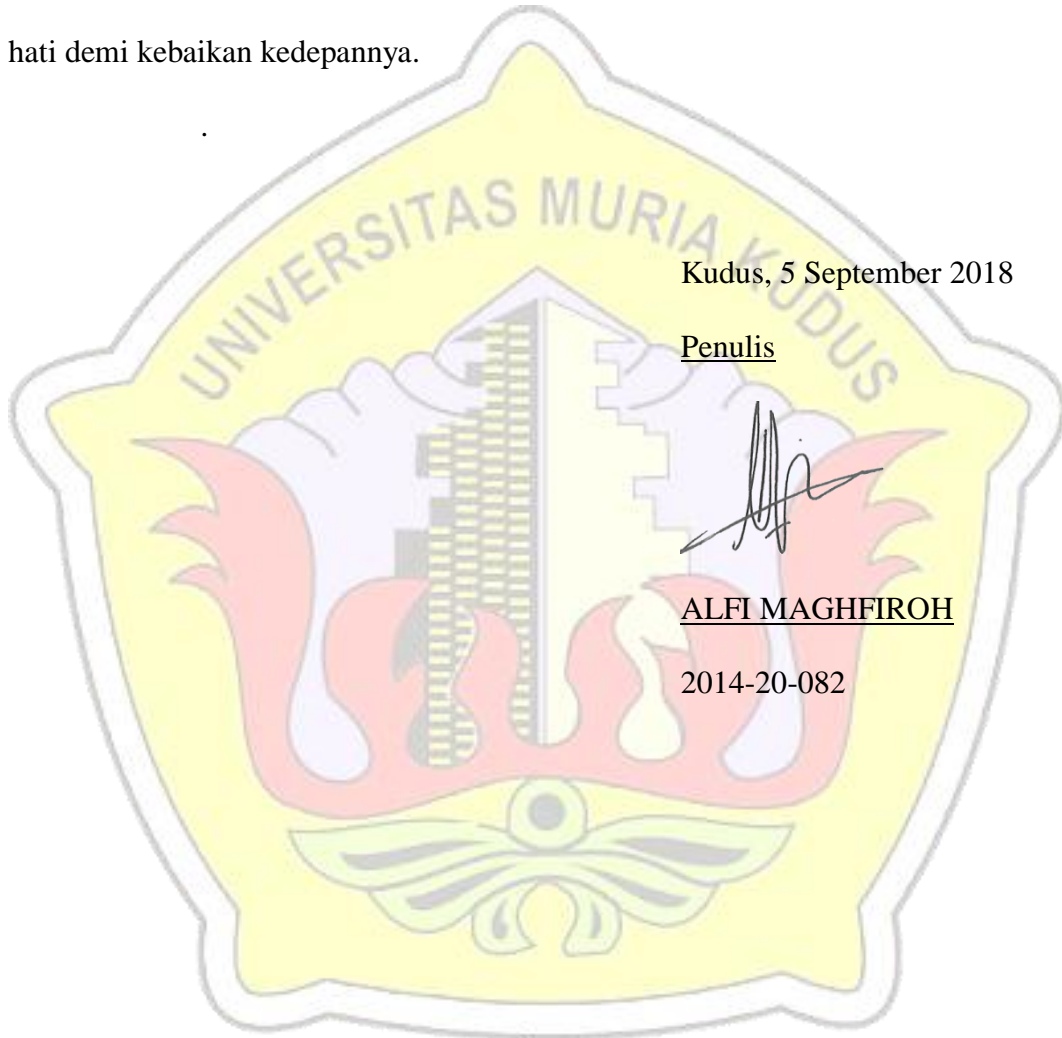 hati demi kebaikan kedepannya.
.
UNIVERSITAS MURIA KUDUS
Kudus, 5 September 2018
Penulis
ALFI MAGHFIROH
2014-20-082